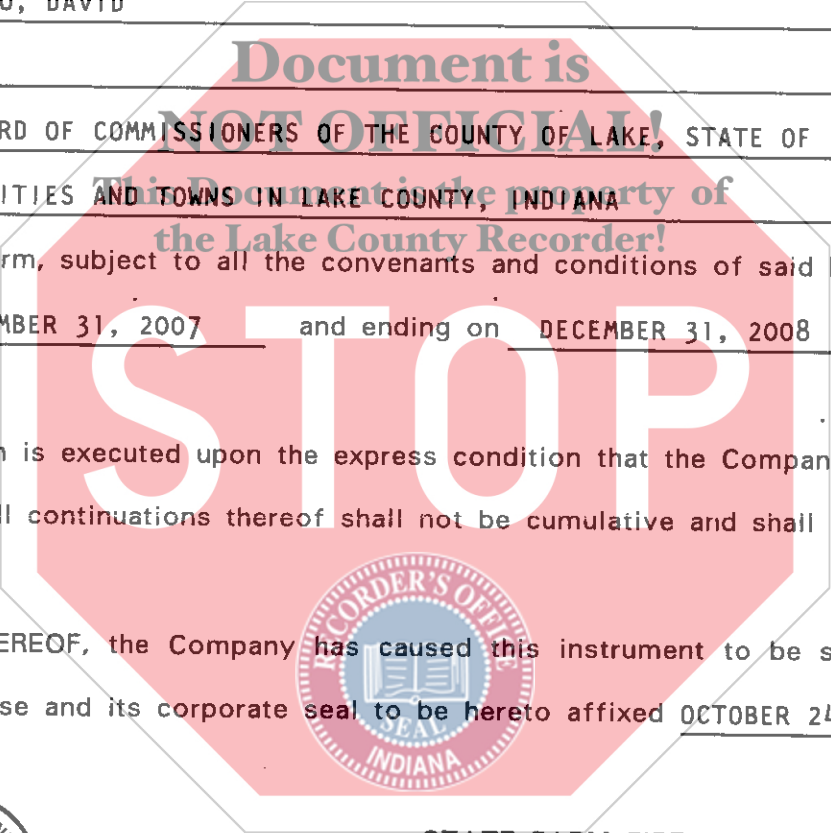 DAVID
Document is
NOT OFFICIAL!
RD OF COMMISSIONERS OF THE COUNTY OF LAKE, STATE OF
This Document is the property of
ITIES AND TOWNS IN LAKE COUNTY, INDIANA
the Lake County Recorder!
rm, subject to all the convenants and conditions of said
MBER 31, 2007 and ending on DECEMBER 31, 2008
STOP
is executed upon the express condition that the Compan
ll continuations thereof shall not be cumulative and shall
RECORDER'S OFFICE
EREOF, the Company has caused this instrument to be s
se and its corporate seal to be hereto affixed OCTOBER 24
SEAL
INDIANA